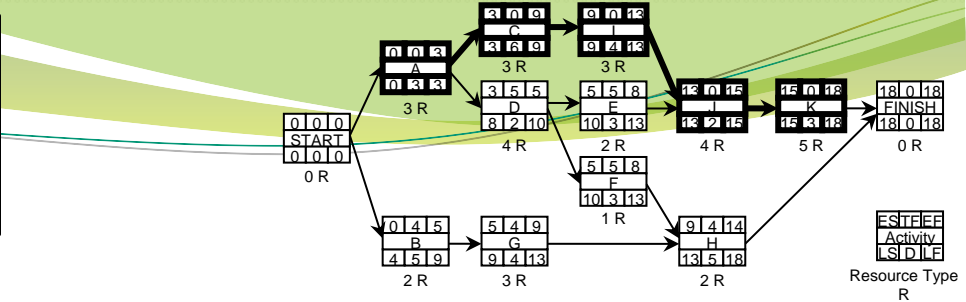 0 0 0
START
0 0 0
0 R
0 0 3
A
0 3 3
3 R
3 0 9
C
3 6 9
3 R
9 0 13
I
9 4 13
3 R
3 5 5
D
8 2 10
4 R
5 5 8
E
10 3 13
2 R
5 5 8
F
10 3 13
1 R
13 0 15
J
13 2 15
4 R
15 0 18
K
15 3 18
5 R
18 0 18
FINISH
18 0 18
0 R
0 4 5
B
4 5 9
2 R
5 4 9
G
9 4 13
3 R
9 4 14
H
13 5 18
2 R
ES TF EF
Activity
LS D LF
Resource Type
R